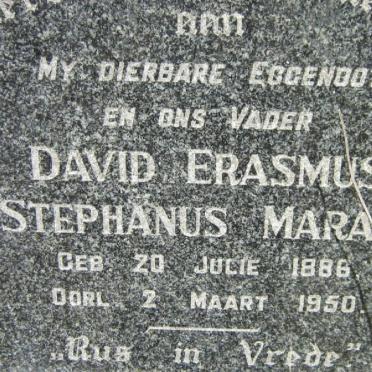 aan
MY DIERBARE EGGENOO
EN ONS VADER
DAVID ERASMUS
STEPHANUS MARA
GEB. 20 JULIE 1886
OORL. 2 MAART 1950.
„Rus in Vrede."